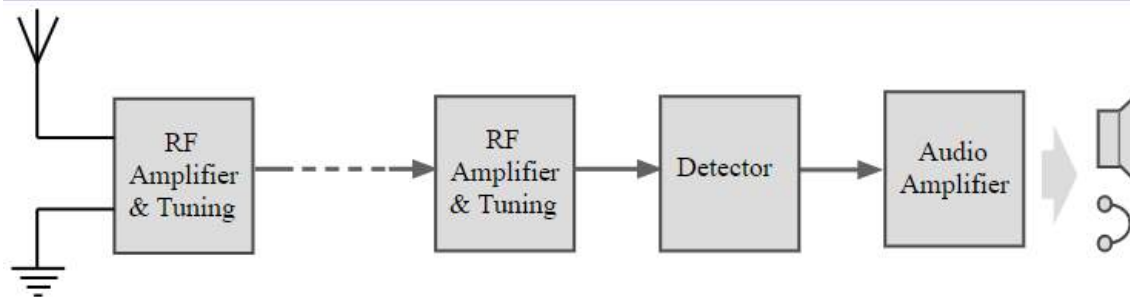 RF
Amplifier
& Tuning
RF
Amplifier
& Tuning
Detector
Audio
Amplifier